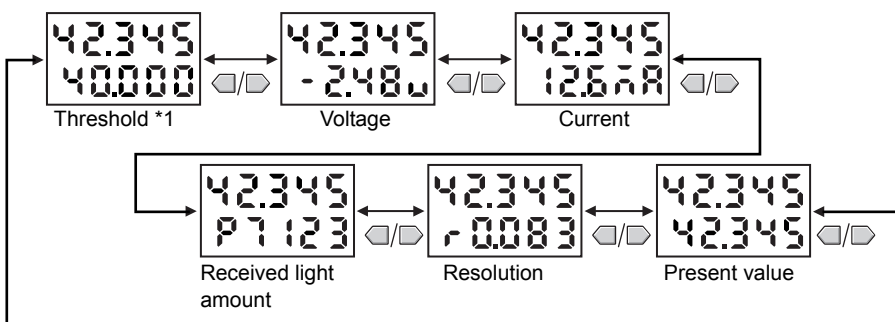 42.345
40.000
Threshold *1
42.345
-2.48v
Voltage
42.345
12.6mA
Current
42.345
P7123
Received light
amount
42.345
r0.083
Resolution
42.345
42.345
Present value